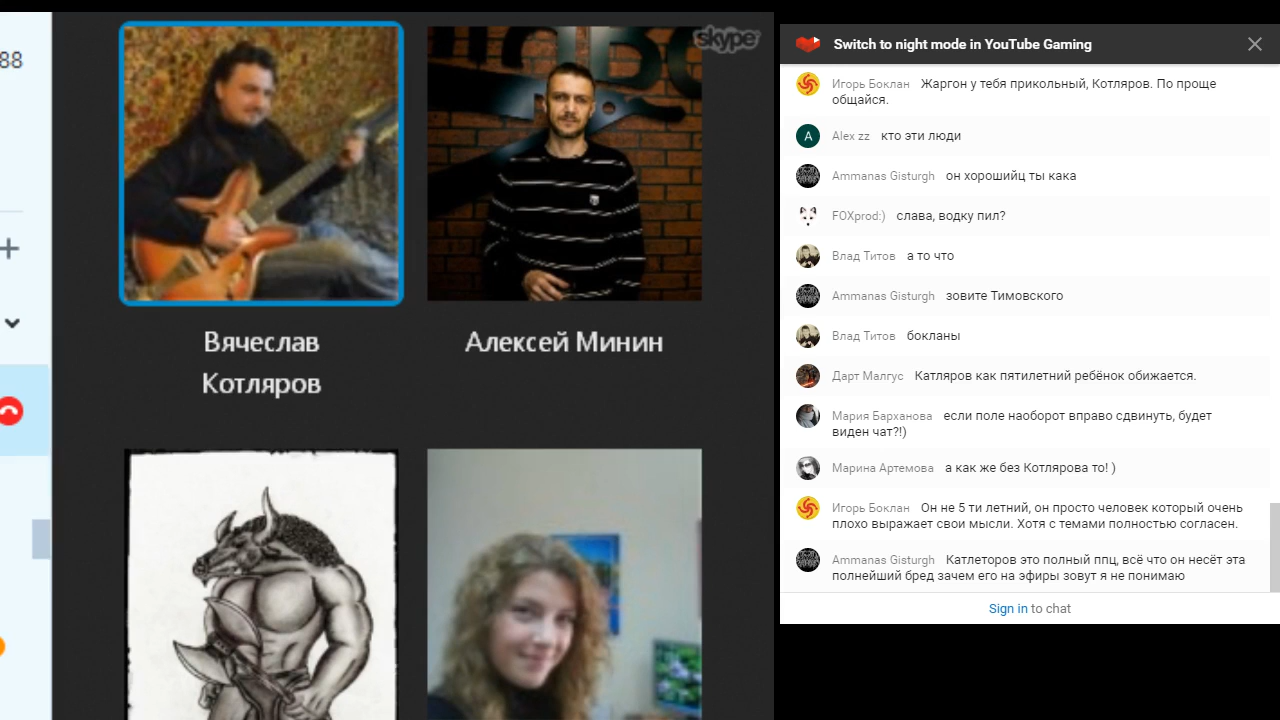 88
skype
Вячеслав
Котляров
Алексей Минин
Switch to night mode in YouTube Gaming
Игорь Боклан Жаргон у тебя прикольный, Котляров. По проще
общайся.
A
Alex zz кто эти люди
Ammanas Gisturgh он хорошийц ты кака
FOXprod:) слава, водку пил?
Влад Титов а то что
Ammanas Gisturgh зовите Тимовского
Влад Титов бокланы
Дарт Малгус Катляров как пятилетний ребёнок обижается.
Мария Барханова если поле наоборот вправо сдвинуть, будет
виден чат?!)
Марина Артемова а как же без Котлярова то! )
Игорь Боклан Он не 5 ти летний, он просто человек который очень
плохо выражает свои мысли. Хотя с темами полностью согласен.
Ammanas Gisturgh Катлеторов это полный ппц, всё что он несёт эта
полнейший бред зачем его на эфиры зовут я не понимаю
Sign in to chat